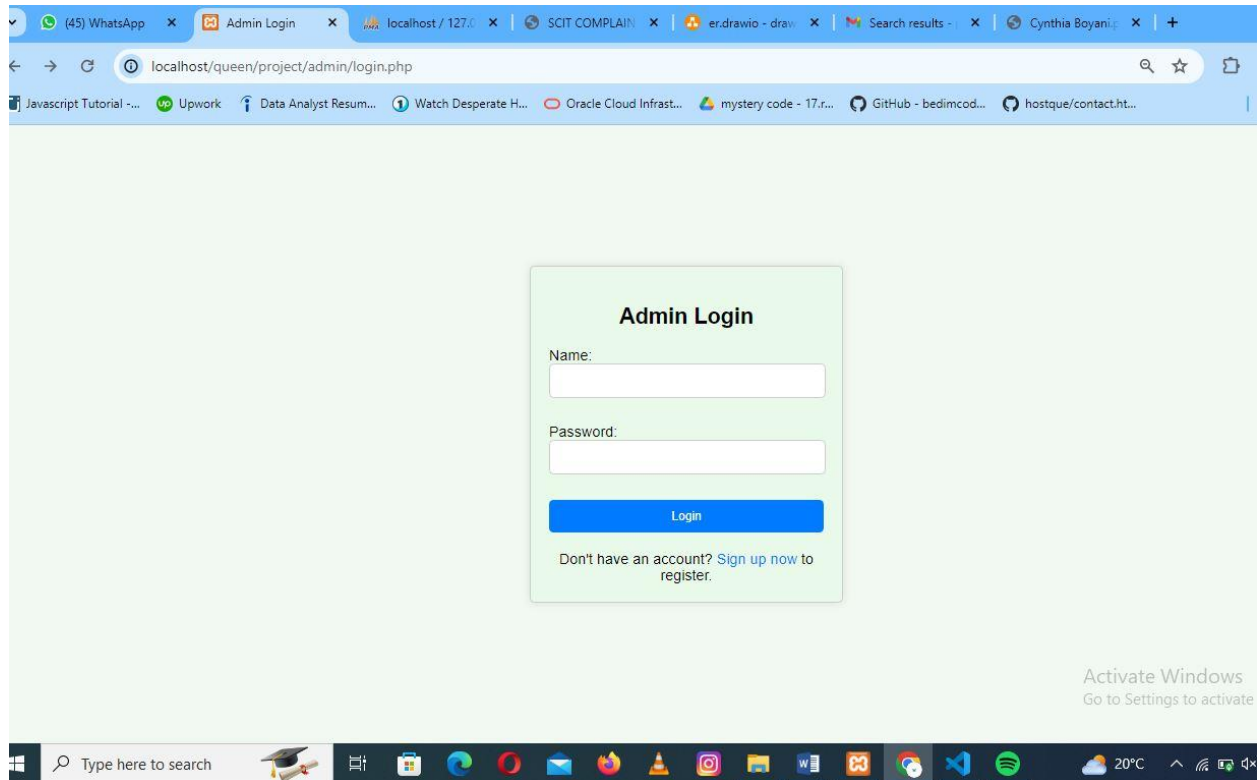 (45) WhatsApp
Admin Login
localhost / 127.0
SCIT COMPLAIN
er.drawio - draw
Search results -
Cynthia Boyani.p
localhost/queen/project/admin/login.php
Javascript Tutorial -...
Upwork
Data Analyst Resum...
Watch Desperate H...
Oracle Cloud Infrast...
mystery code - 17.r...
GitHub - bedimcod...
hostque/contact.ht...
Admin Login
Name:
Password:
Login
Don't have an account? Sign up now to
register.
Activate Windows
Go to Settings to activate
Type here to search
20°C